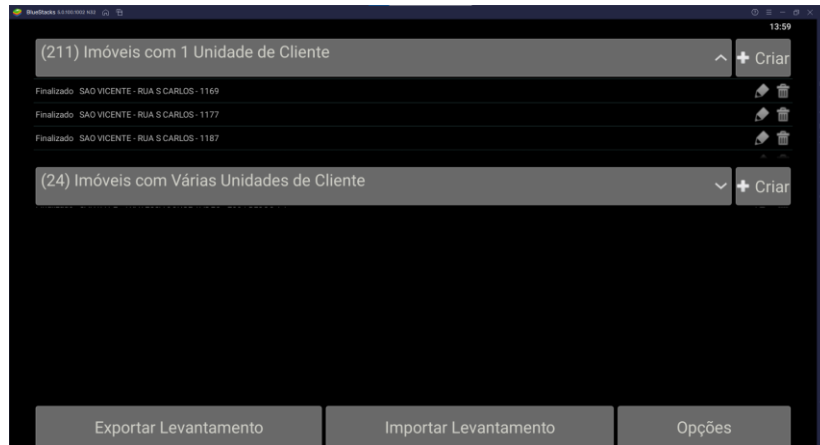 BlueStacks
13:59
(211) Imóveis com 1 Unidade de Cliente
+ Criar
Finalizado SAO VICENTE - RUA S CARLOS - 1169
Finalizado SAO VICENTE - RUA S CARLOS - 1177
Finalizado SAO VICENTE - RUA S CARLOS - 1187
(24) Imóveis com Várias Unidades de Cliente
+ Criar
Exportar Levantamento
Importar Levantamento
Opções